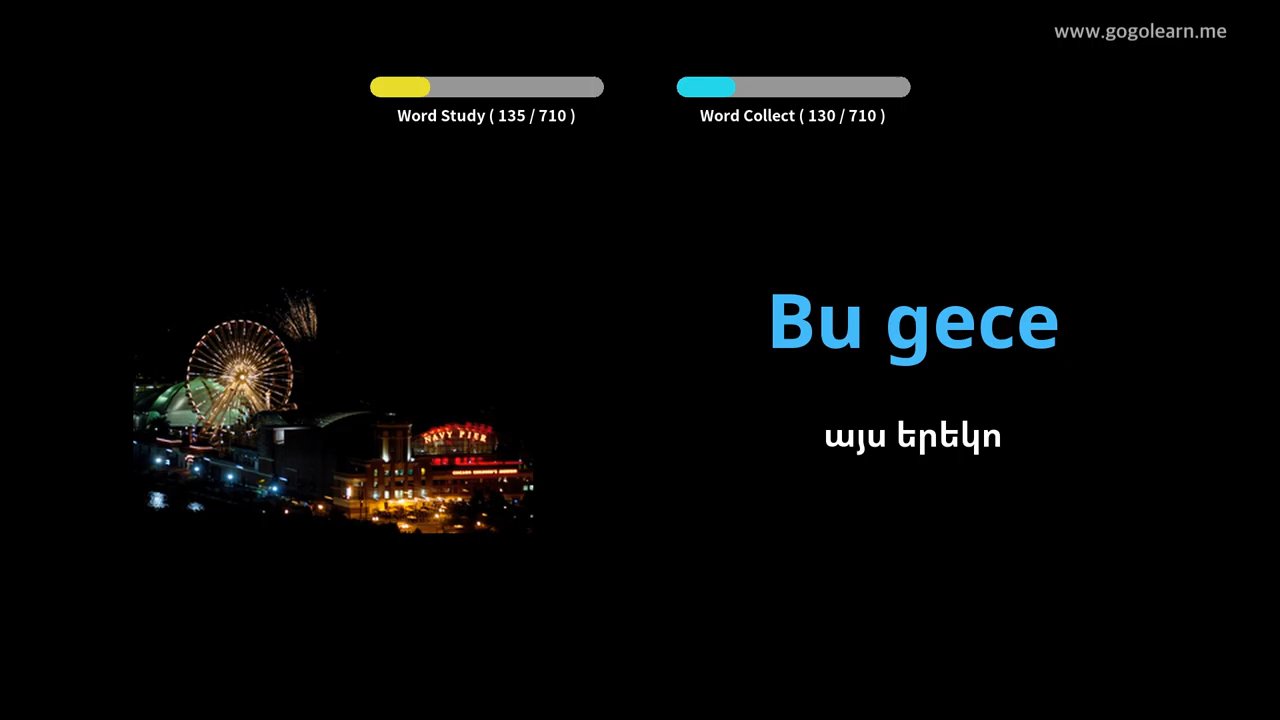 www.gogolearn.me
Word Study ( 135 / 710 )
Word Collect ( 130 / 710 )
Bu gece
այս երեկո
NAVY PIER